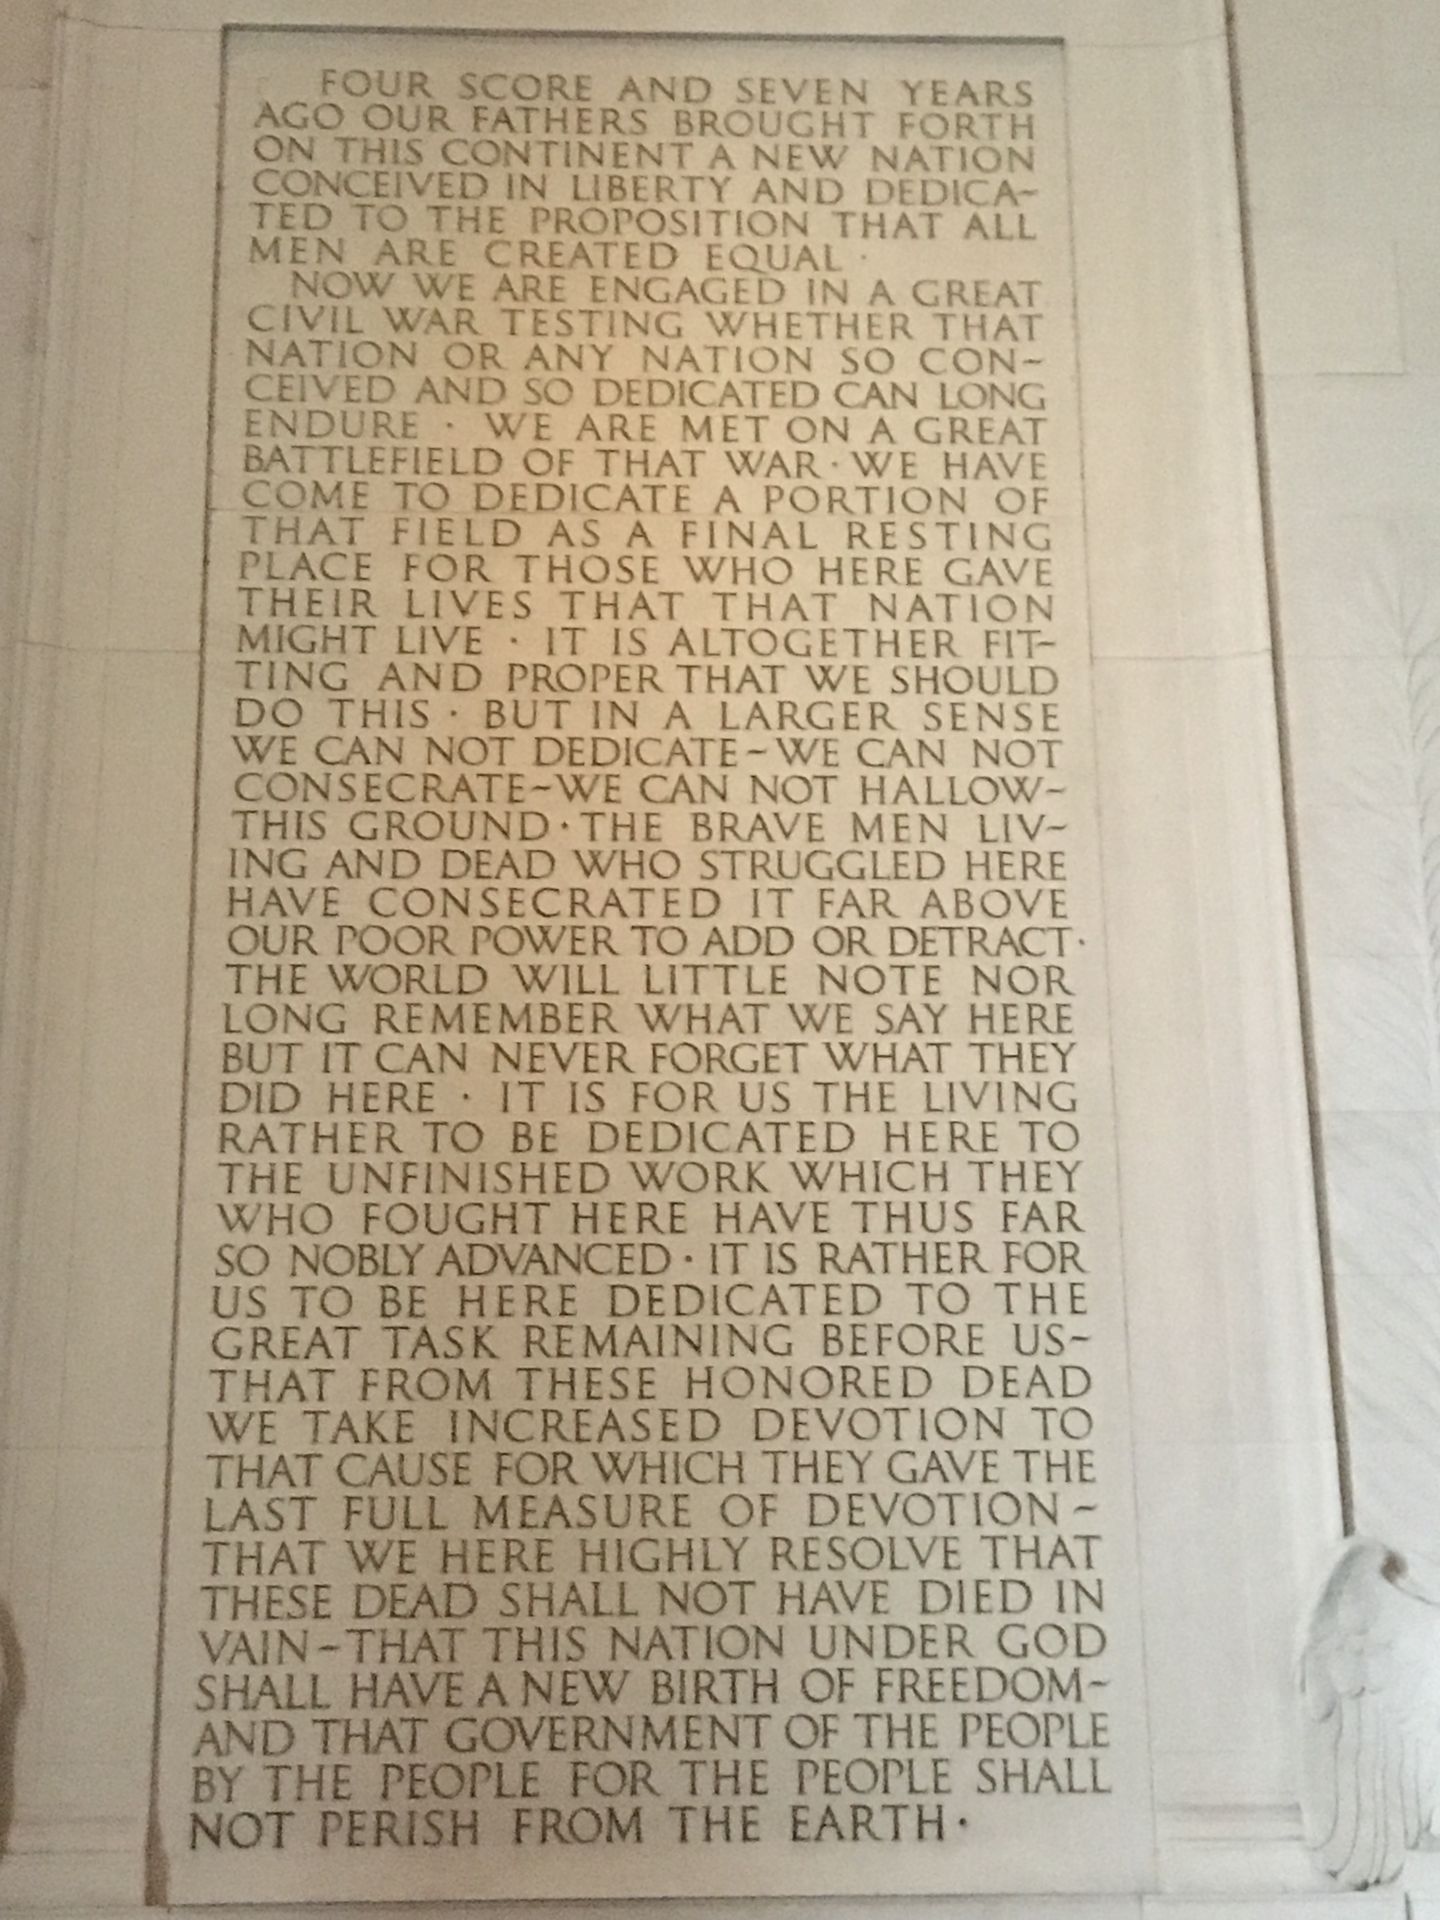 FOUR SCORE AND SEVEN YEARS
AGO OUR FATHERS BROUGHT FORTH
ON THIS CONTINENT A NEW NATION
CONCEIVED IN LIBERTY AND DEDICA-
TED TO THE PROPOSITION THAT ALL
MEN ARE CREATED EQUAL ·
NOW WE ARE ENGAGED IN A GREAT
CIVIL WAR TESTING WHETHER THAT
NATION OR ANY NATION SO CON-
CEIVED AND SO DEDICATED CAN LONG
ENDURE · WE ARE MET ON A GREAT
BATTLEFIELD OF THAT WAR · WE HAVE
COME TO DEDICATE A PORTION OF
THAT FIELD AS A FINAL RESTING
PLACE FOR THOSE WHO HERE GAVE
THEIR LIVES THAT THAT NATION
MIGHT LIVE · IT IS ALTOGETHER FIT-
TING AND PROPER THAT WE SHOULD
DO THIS · BUT IN A LARGER SENSE
WE CAN NOT DEDICATE-WE CAN NOT
CONSECRATE-WE CAN NOT HALLOW-
THIS GROUND · THE BRAVE MEN LIV-
ING AND DEAD WHO STRUGGLED HERE
HAVE CONSECRATED IT FAR ABOVE
OUR POOR POWER TO ADD OR DETRACT ·
THE WORLD WILL LITTLE NOTE NOR
LONG REMEMBER WHAT WE SAY HERE
BUT IT CAN NEVER FORGET WHAT THEY
DID HERE · IT IS FOR US THE LIVING
RATHER TO BE DEDICATED HERE TO
THE UNFINISHED WORK WHICH THEY
WHO FOUGHT HERE HAVE THUS FAR
SO NOBLY ADVANCED · IT IS RATHER FOR
US TO BE HERE DEDICATED TO THE
GREAT TASK REMAINING BEFORE US-
THAT FROM THESE HONORED DEAD
WE TAKE INCREASED DEVOTION TO
THAT CAUSE FOR WHICH THEY GAVE THE
LAST FULL MEASURE OF DEVOTION -
THAT WE HERE HIGHLY RESOLVE THAT
THESE DEAD SHALL NOT HAVE DIED IN
VAIN-THAT THIS NATION UNDER GOD
SHALL HAVE A NEW BIRTH OF FREEDOM-
AND THAT GOVERNMENT OF THE PEOPLE
BY THE PEOPLE FOR THE PEOPLE SHALL
NOT PERISH FROM THE EARTH ·